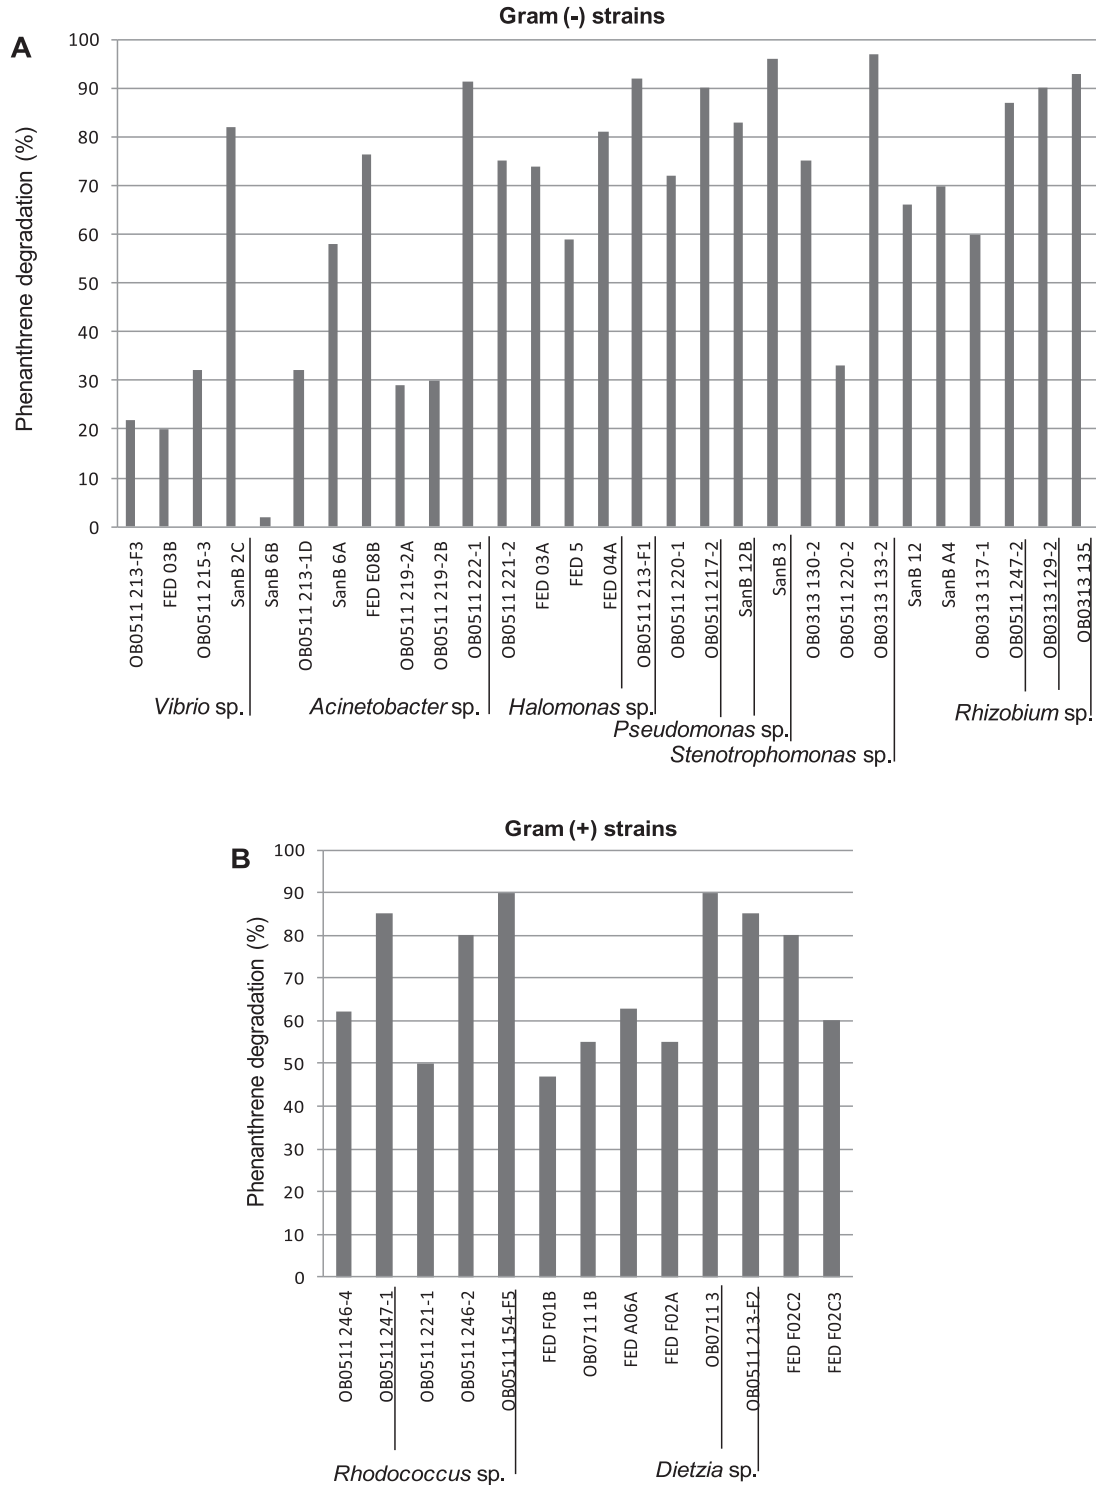 Gram (-) strains
A
Phenanthrene degradation (%)
100
90
80
70
60
50
40
30
20
10
0
OB0511 213-F3
FED 03B
OB0511 215-3
SanB 2C
SanB 6B
OB0511 213-1D
SanB 6A
FED E08B
OB0511 219-2A
OB0511 219-2B
OB0511 222-1
OB0511 221-2
FED 03A
FED 5
FED 04A
OB0511 213-F1
OB0511 220-1
OB0511 217-2
SanB 12B
SanB 3
OB0313 130-2
OB0511 220-2
OB0313 133-2
SanB 12
SanB A4
OB0313 137-1
OB0511 247-2
OB0313 129-2
OB0313 135
Vibrio sp.
Acinetobacter sp.
Halomonas sp.
Pseudomonas sp.
Stenotrophomonas sp.
Rhizobium sp.
Gram (+) strains
B
Phenanthrene degradation (%)
100
90
80
70
60
50
40
30
20
10
0
OB0511 246-4
OB0511 247-1
OB0511 221-1
OB0511 246-2
OB0511 154-F5
FED F01B
OB0711 1B
FED A06A
FED F02A
OB0711 3
OB0511 213-F2
FED F02C2
FED F02C3
Rhodococcus sp.
Dietzia sp.